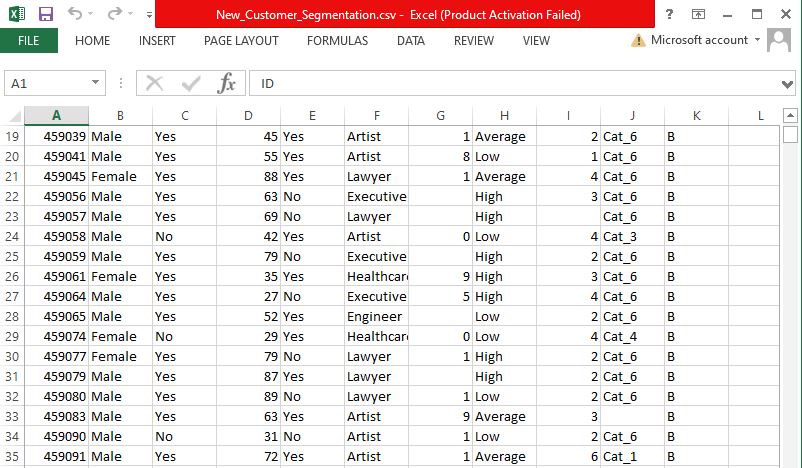 New_Customer_Segmentation.csv - Excel (Product Activation Failed)
FILE HOME INSERT PAGE LAYOUT FORMULAS DATA REVIEW VIEW Microsoft account
A1 fx ID
A B C D E F G H I J K L
19 459039 Male Yes 45 Yes Artist 1 Average 2 Cat_6 B
20 459041 Male Yes 55 Yes Artist 8 Low 1 Cat_6 B
21 459045 Female Yes 88 Yes Lawyer 1 Average 4 Cat_6 B
22 459056 Male Yes 63 No Executive High 3 Cat_6 B
23 459057 Male Yes 69 No Lawyer High Cat_6 B
24 459058 Male No 42 Yes Artist 0 Low 4 Cat_3 B
25 459059 Male Yes 79 No Executive High 2 Cat_6 B
26 459061 Female Yes 35 Yes Healthcar 9 High 3 Cat_6 B
27 459064 Male Yes 27 No Executive 5 High 4 Cat_6 B
28 459065 Male Yes 52 Yes Engineer Low 2 Cat_6 B
29 459074 Female No 29 Yes Healthcar 0 Low 4 Cat_4 B
30 459077 Female Yes 79 No Lawyer 1 High 2 Cat_6 B
31 459079 Male Yes 87 Yes Lawyer High 2 Cat_6 B
32 459080 Male Yes 89 No Lawyer 1 Low 2 Cat_6 B
33 459083 Male Yes 63 Yes Artist 9 Average 3 B
34 459090 Male No 31 No Artist 1 Low 2 Cat_6 B
35 459091 Male Yes 72 Yes Artist 1 Average 6 Cat_1 B